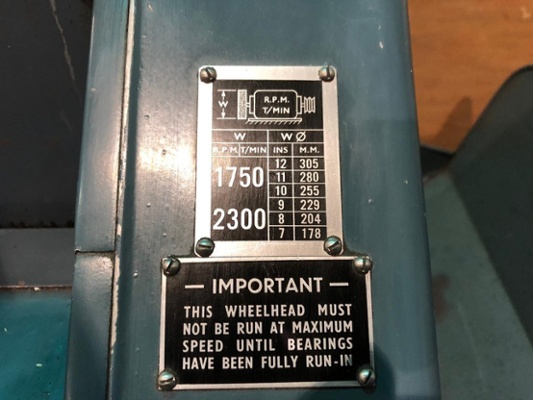 W
R.P.M.
T/MIN
W W Ø
R.P.M. T/MIN INS M.M.
1750
12 305
11 280
10 255
2300
9 229
8 204
7 178
— IMPORTANT —
THIS WHEELHEAD MUST
NOT BE RUN AT MAXIMUM
SPEED UNTIL BEARINGS
HAVE BEEN FULLY RUN-IN